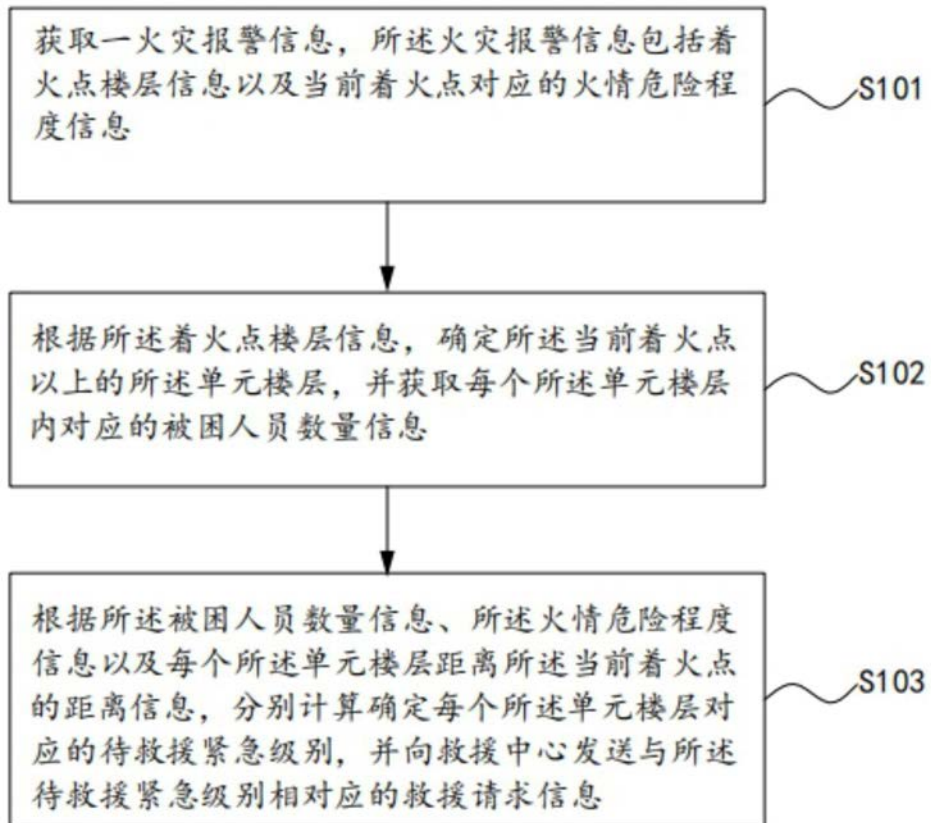 获取一火灾报警信息，所述火灾报警信息包括着
火点楼层信息以及当前着火点对应的火情危险程
度信息
S101
根据所述着火点楼层信息，确定所述当前着火点
以上的所述单元楼层，并获取每个所述单元楼层
内对应的被困人员数量信息
S102
根据所述被困人员数量信息、所述火情危险程度
信息以及每个所述单元楼层距离所述当前着火点
的距离信息，分别计算确定每个所述单元楼层对
应的待救援紧急级别，并向救援中心发送与所述
待救援紧急级别相对应的救援请求信息
S103